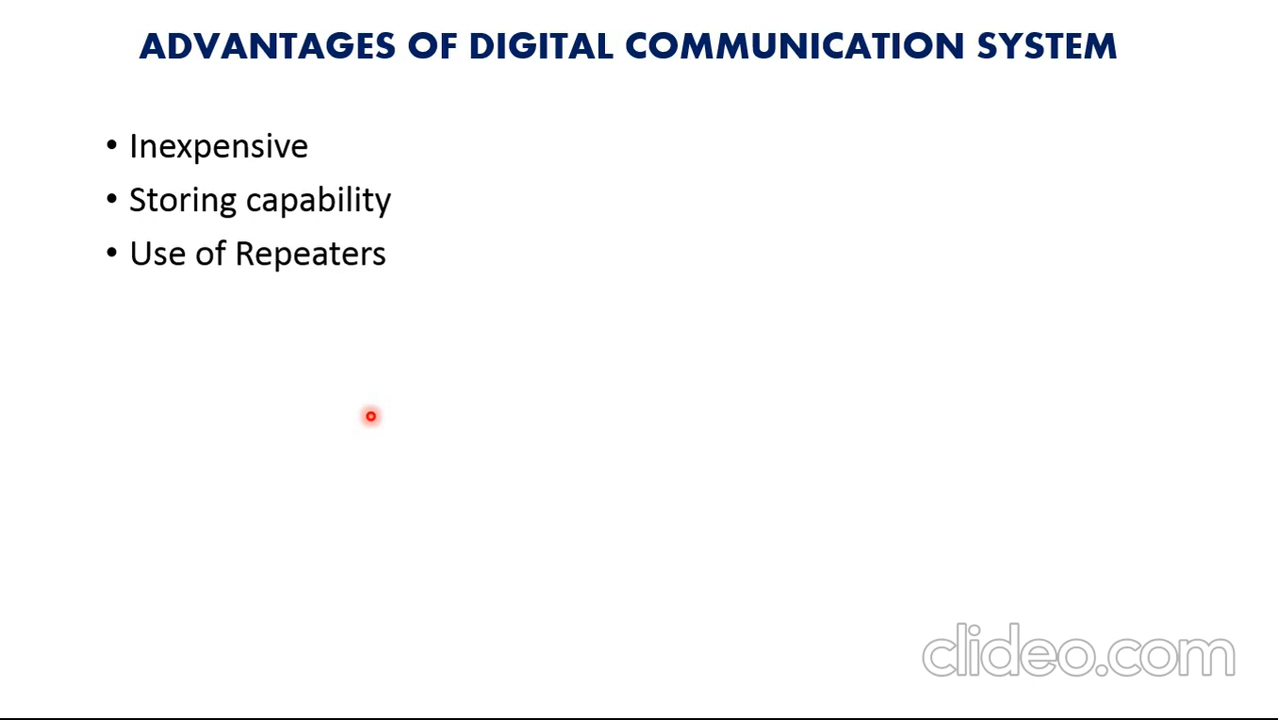 ADVANTAGES OF DIGITAL COMMUNICATION SYSTEM
• Inexpensive
• Storing capability
• Use of Repeaters
clideo.com